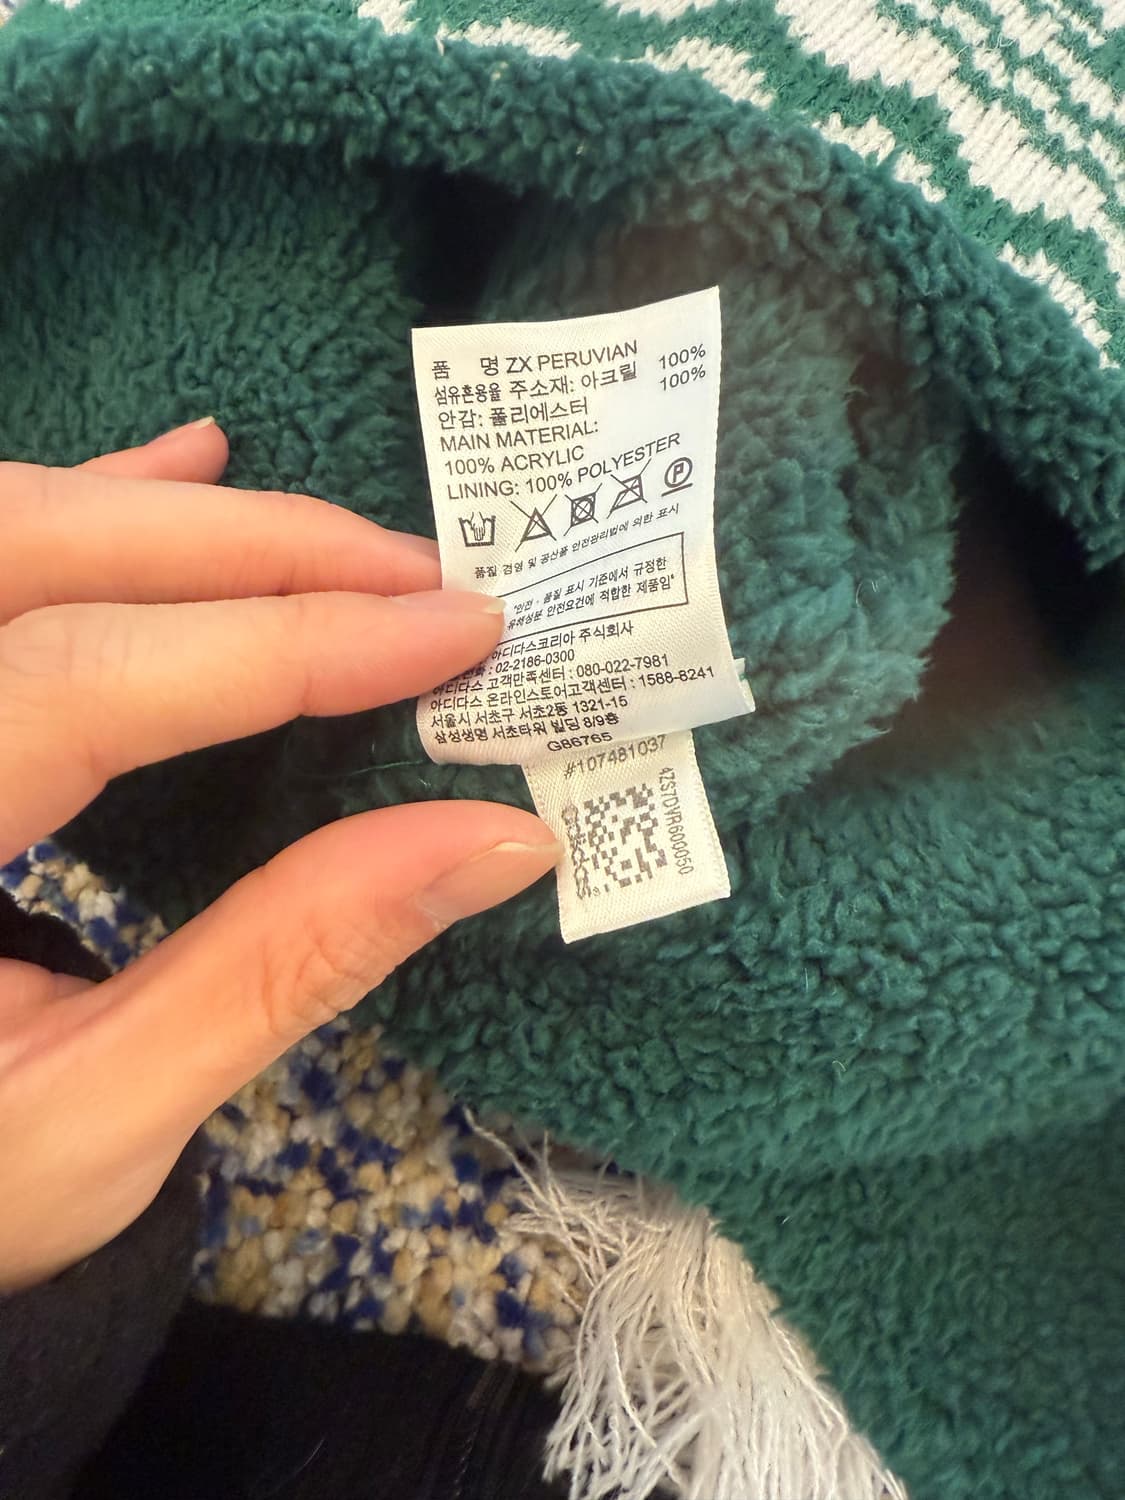 품 명 ZX PERUVIAN
섬유혼용율 주소재: 아크릴 100%
안감: 폴리에스터 100%
MAIN MATERIAL:
100% ACRYLIC
LINING: 100% POLYESTER
P
품질 경영 및 공산품 안전관리법에 의한 표시
"안전·품질 표시 기준에서 규정한
유해성분 안전요건에 적합한 제품임"
아디다스코리아 주식회사
: 02-2186-0300
아디다스 고객만족센터 : 080-022-7981
아디다스 온라인스토어고객센터 : 1588-8241
서울시 서초구 서초2동 1321-15
삼성생명 서초타워 빌딩 8/9층
G86765
#107481037
adidas